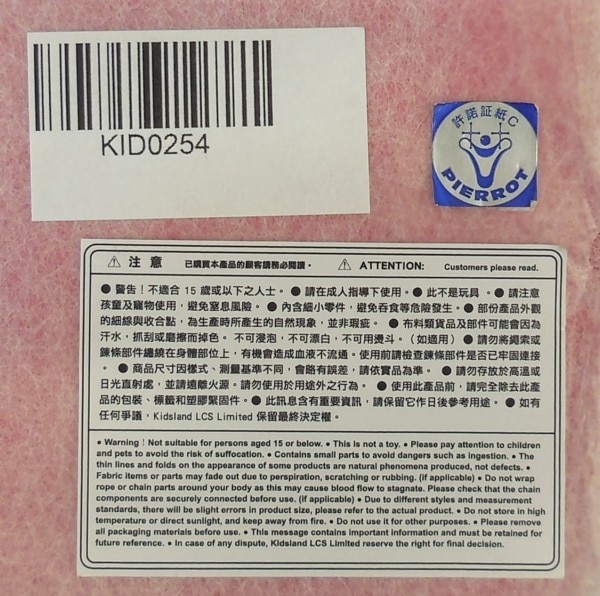 KID0254
許諾証紙C
PIERROT
⚠ 注 意 已購買本產品的顧客請務必閱讀。 ⚠ ATTENTION: Customers please read.
● 警告！不適合 15 歲或以下之人士。● 請在成人指導下使用。● 此不是玩具 。● 請注意
孩童及寵物使用，避免窒息風險。● 內含細小零件，避免吞食等危險發生。● 部份產品外觀
的細線與收合點，為生產時所產生的自然現象，並非瑕疵。 ● 布料類貨品及部件可能會因為
汗水，抓刮或磨擦而掉色。 不可浸泡，不可漂白，不可用燙斗。（如適用）● 請勿將繩索或
鍊條部件纏繞在身體部位上，有機會造成血液不流通。使用前請檢查鍊條部件是否已牢固連接
。● 商品尺寸因樣式、測量基準不同，會略有誤差，請依實品為準。 ● 請勿存放於高溫或
日光直射處，並請遠離火源。請勿使用於用途外之行為。 ● 使用此產品前，請完全除去此產
品的包裝、標籤和塑膠緊固件。● 此訊息含有重要資訊，請保留它作日後參考用途。● 如有
任何爭議，Kidsland LCS Limited 保留最終決定權。
● Warning！Not suitable for persons aged 15 or below. ● This is not a toy. ● Please pay attention to children
and pets to avoid the risk of suffocation. ● Contains small parts to avoid dangers such as ingestion. ● The
thin lines and folds on the appearance of some products are natural phenomena produced, not defects. ●
Fabric items or parts may fade out due to perspiration, scratching or rubbing. (if applicable) ● Do not wrap
rope or chain parts around your body as this may cause blood flow to stagnate. Please check that the chain
components are securely connected before use. (if applicable) ● Due to different styles and measurement
standards, there will be slight errors in product size, please refer to the actual product. ● Do not store in high
temperature or direct sunlight, and keep away from fire. ● Do not use it for other purposes. ● Please remove
all packaging materials before use. ● This message contains important information and must be retained for
future reference. ● In case of any dispute, KIdsland LCS Limited reserve the right for final decision.